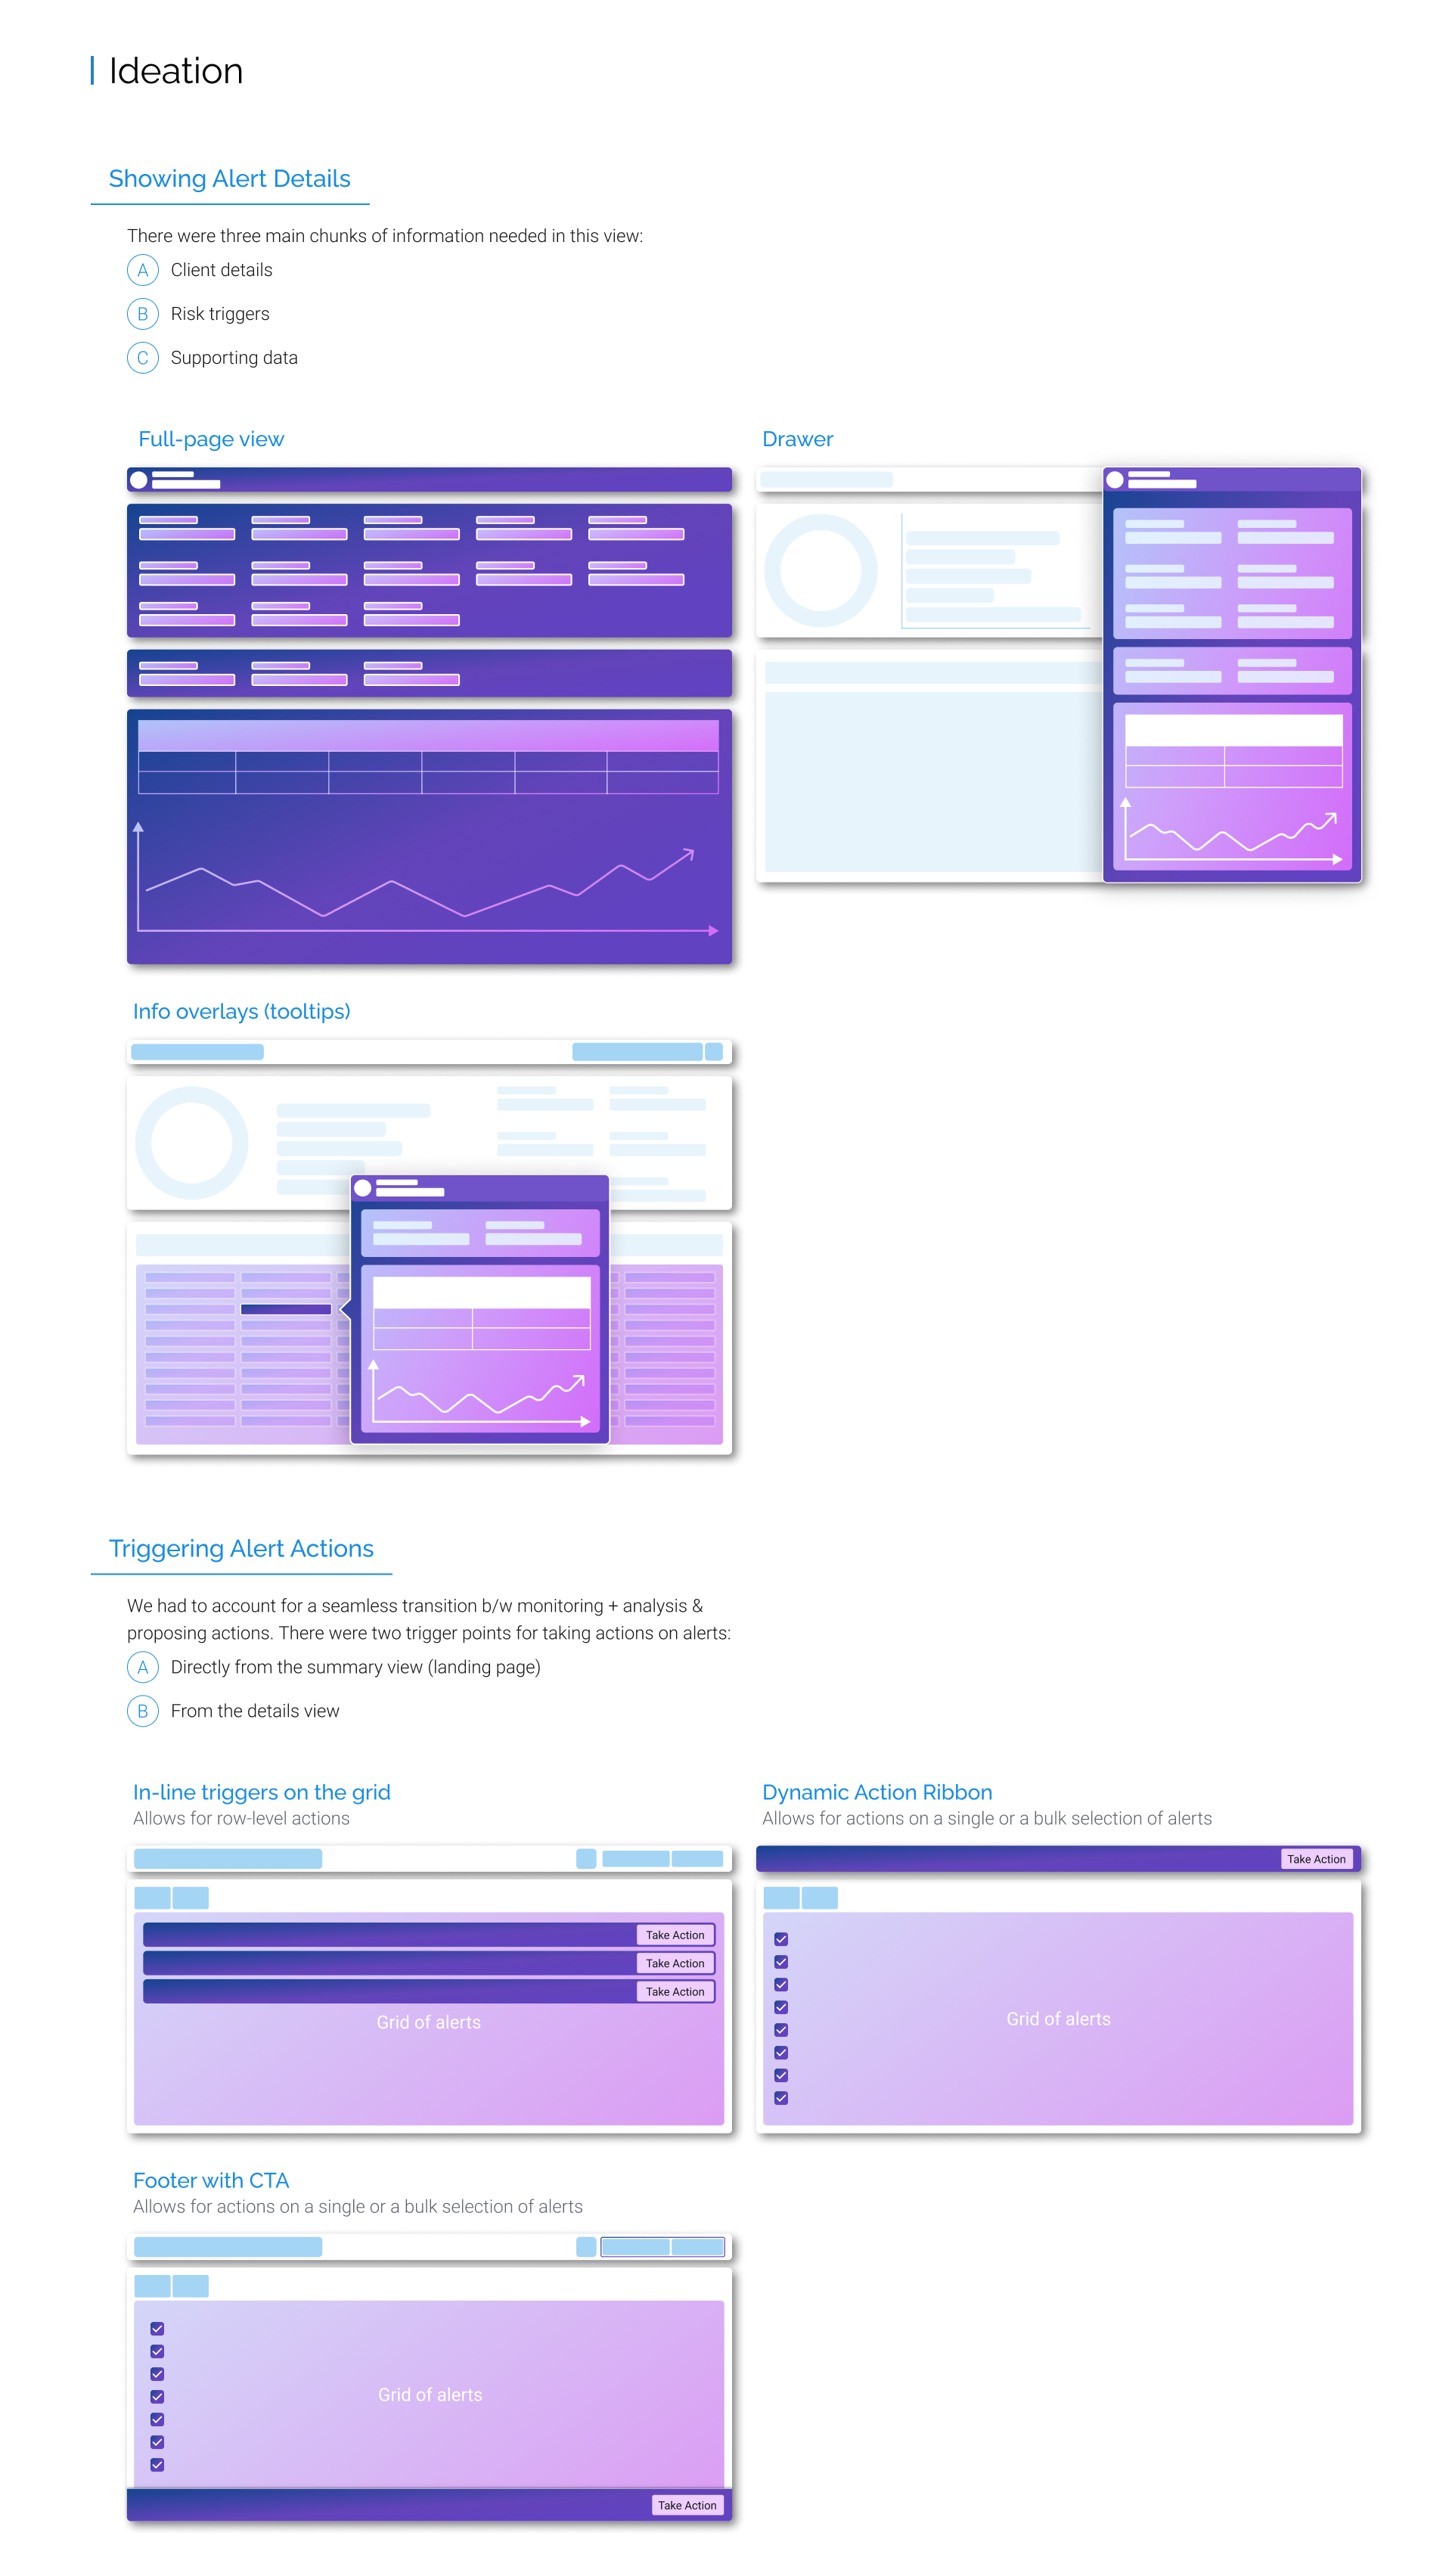 Ideation
Showing Alert Details
There were three main chunks of information needed in this view:
A Client details
B Risk triggers
C Supporting data
Full-page view
Drawer
Info overlays (tooltips)
Triggering Alert Actions
We had to account for a seamless transition b/w monitoring + analysis &
proposing actions. There were two trigger points for taking actions on alerts:
A Directly from the summary view (landing page)
B From the details view
In-line triggers on the grid
Allows for row-level actions
Take Action
Take Action
Take Action
Grid of alerts
Dynamic Action Ribbon
Allows for actions on a single or a bulk selection of alerts
Take Action
Grid of alerts
Footer with CTA
Allows for actions on a single or a bulk selection of alerts
Grid of alerts
Take Action